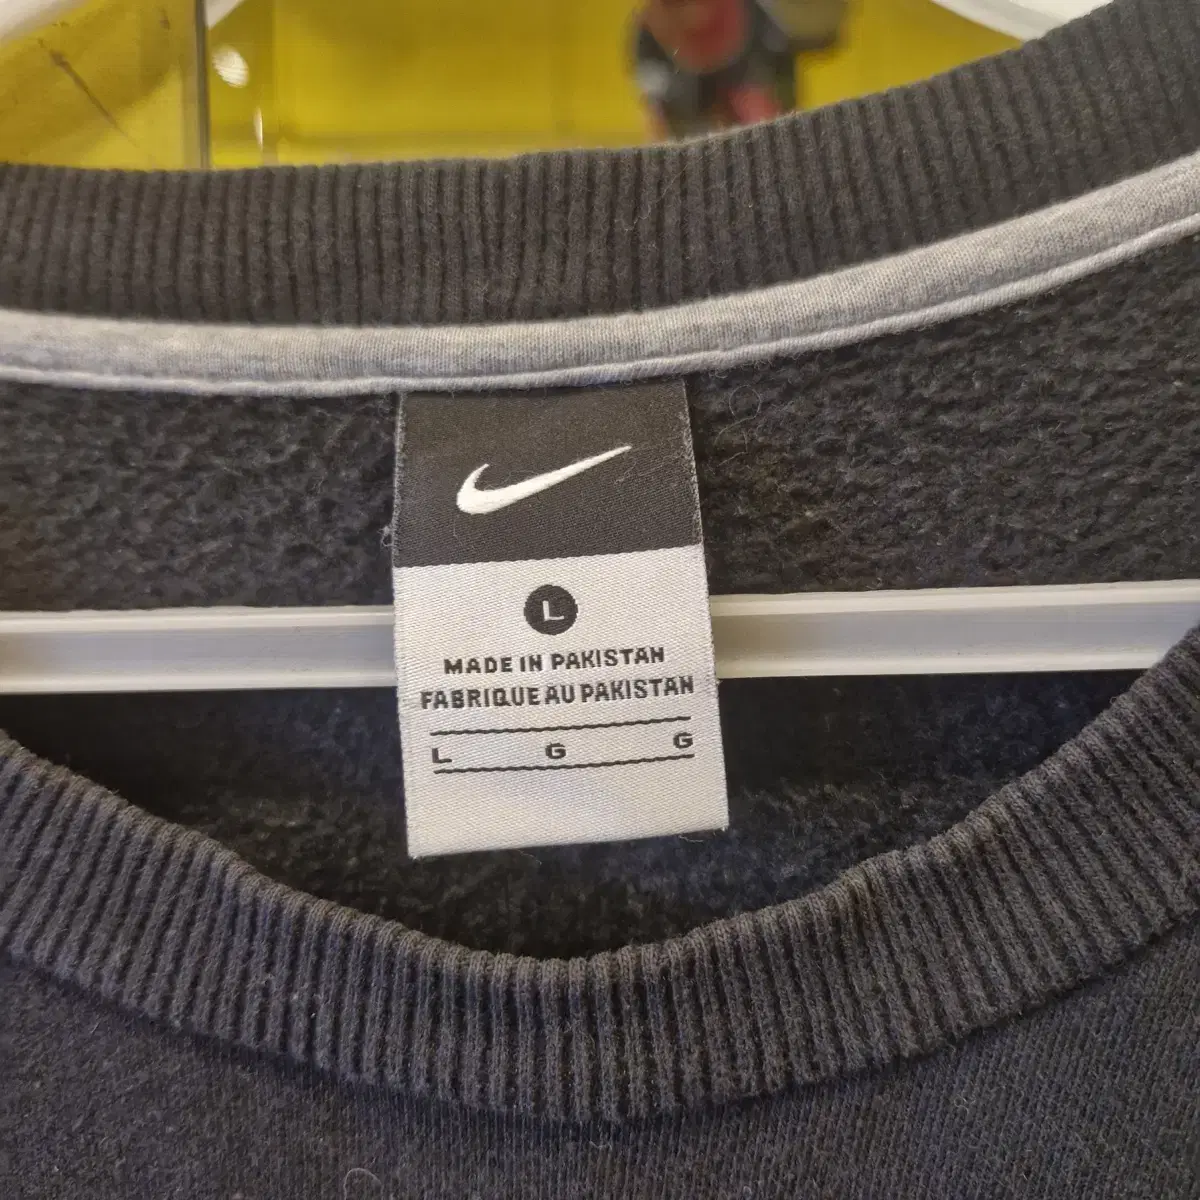 L
MADE IN PAKISTAN
FABRIQUE AU PAKISTAN
L G G